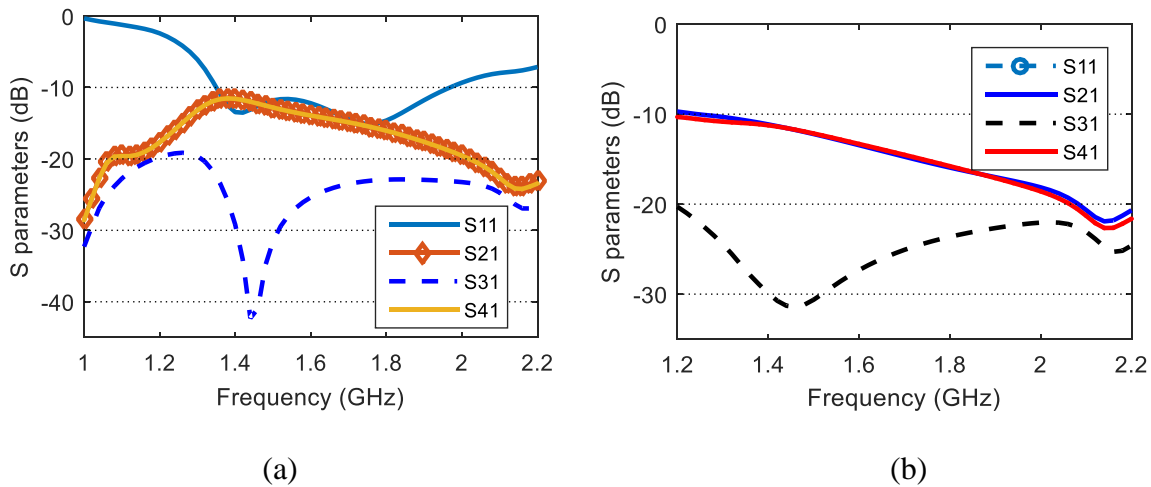 0
-10
-20
-30
-40
S parameters (dB)
1
1.2
1.4
1.6
1.8
2
2.2
Frequency (GHz)
S11
S21
S31
S41
(a)
0
-10
-20
-30
S parameters (dB)
1.2
1.4
1.6
1.8
2
2.2
Frequency (GHz)
S11
S21
S31
S41
(b)